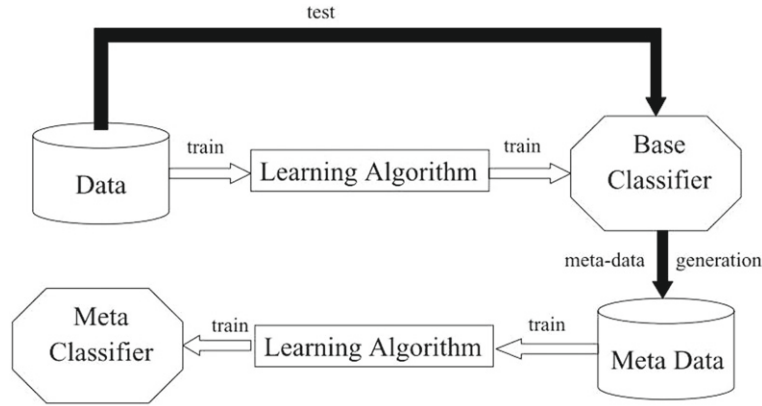 test
train
train
Data
Learning Algorithm
Base
Classifier
meta-data generation
Meta
Classifier
train
Learning Algorithm
train
Meta Data